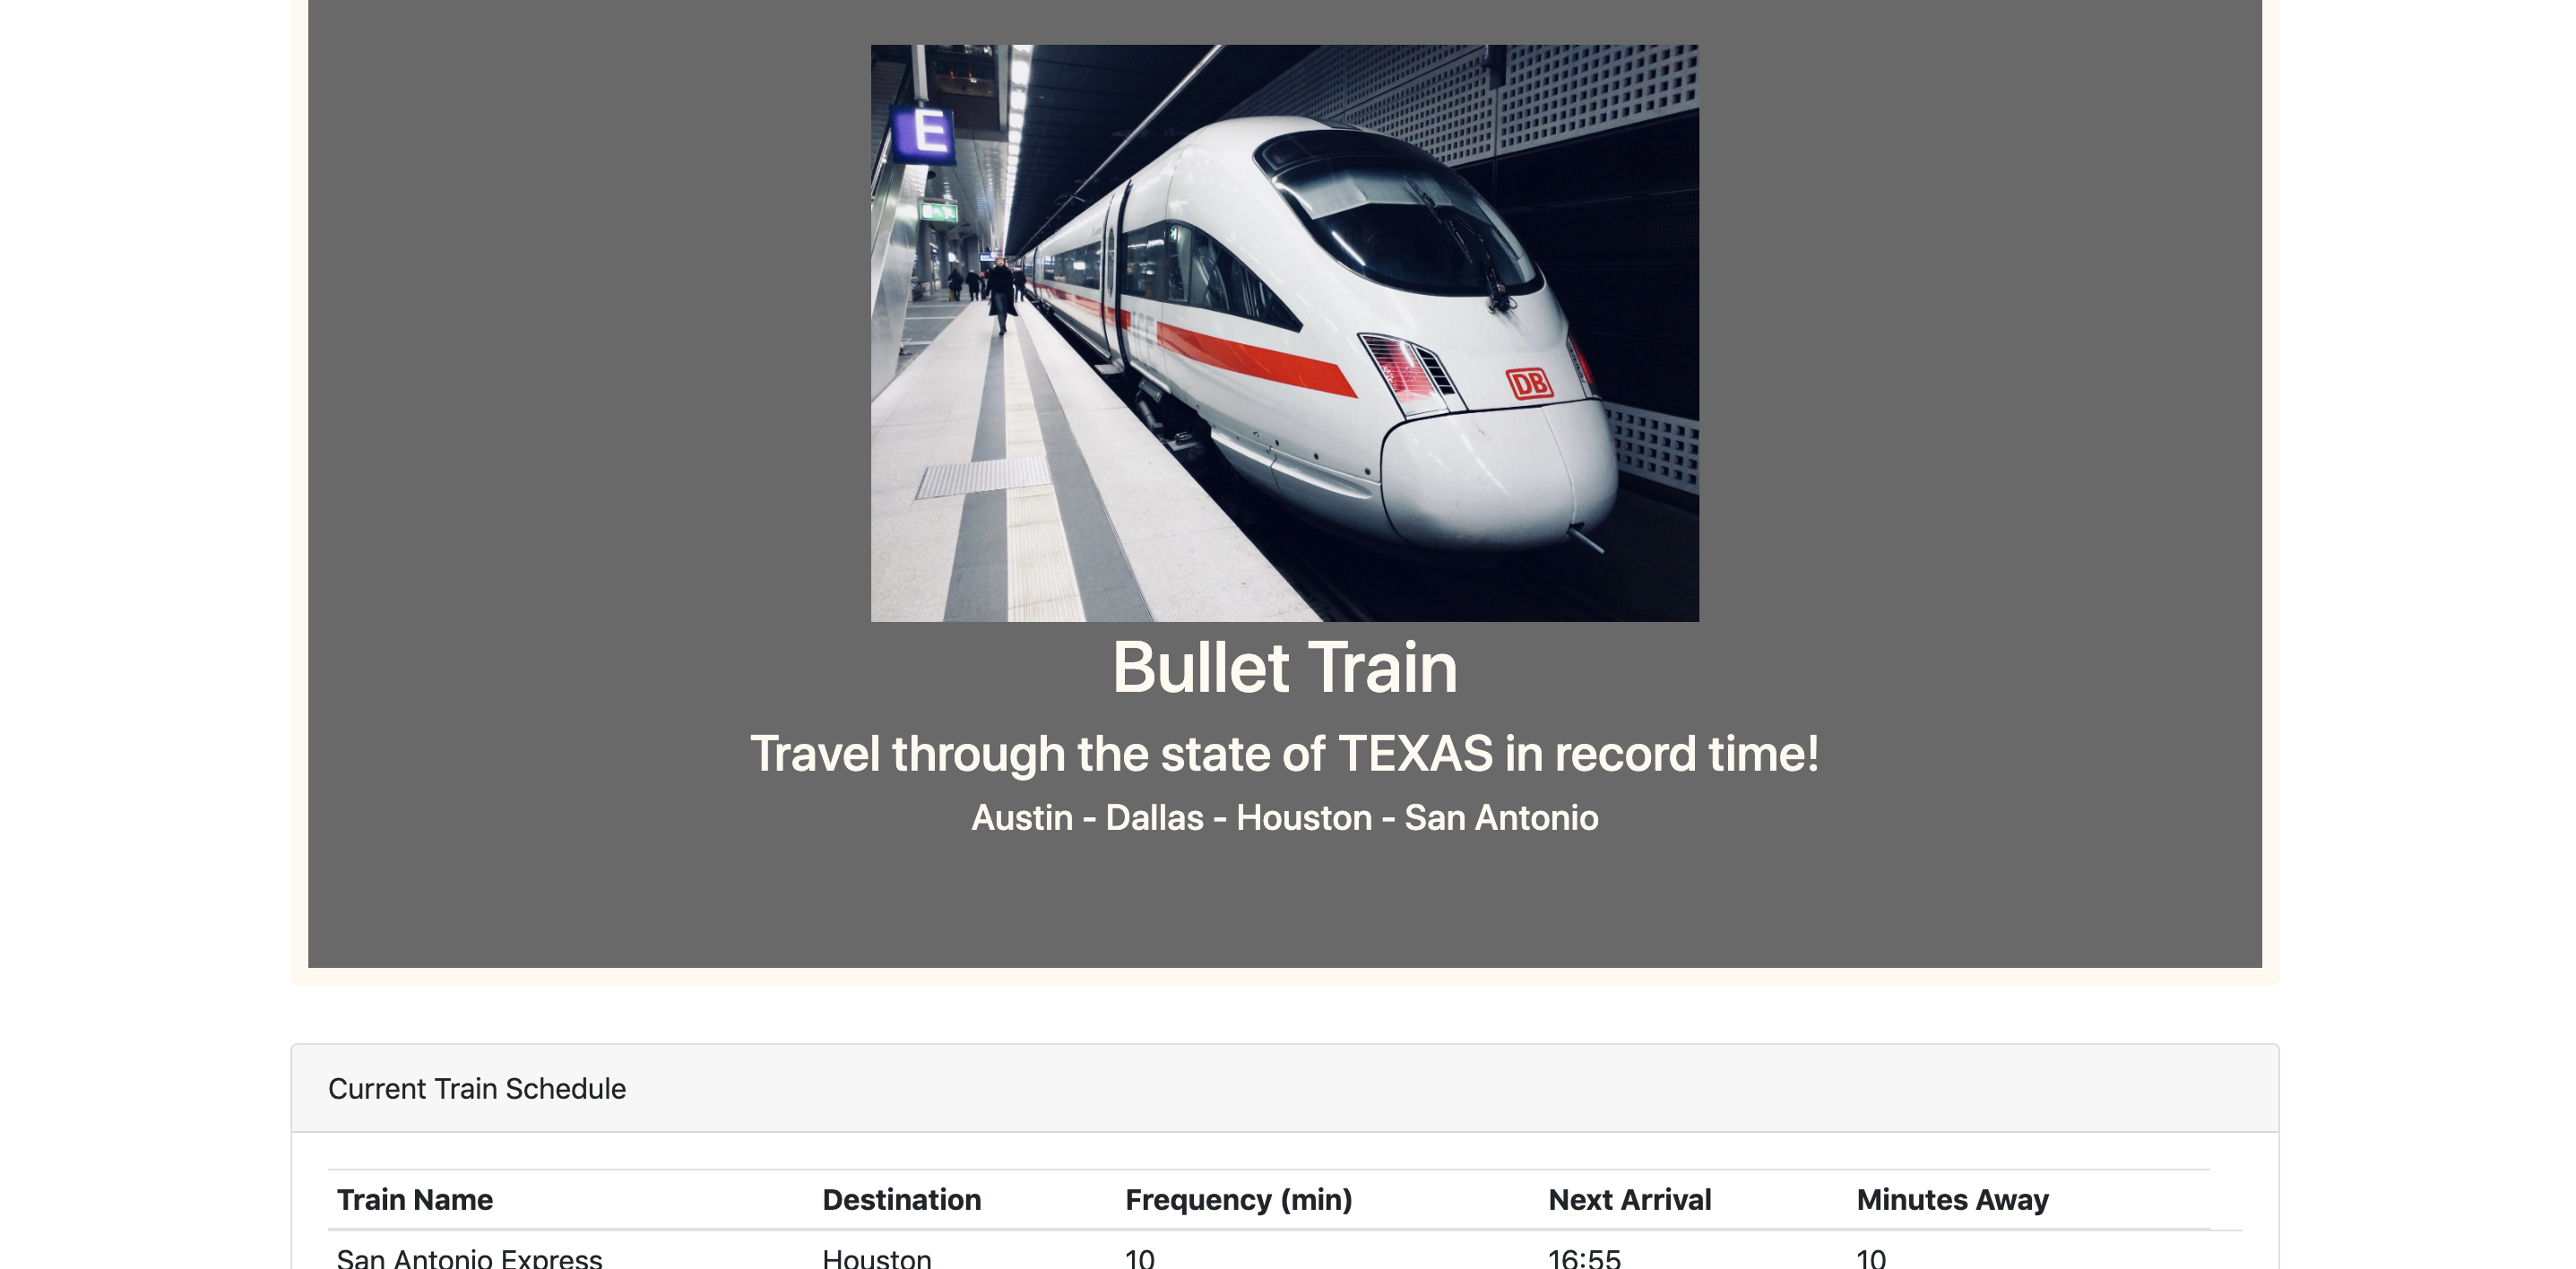 E
ICE
DB
Bullet Train
Travel through the state of TEXAS in record time!
Austin - Dallas - Houston - San Antonio
Current Train Schedule
Train Name Destination Frequency (min) Next Arrival Minutes Away
San Antonio Express Houston 10 16:55 10